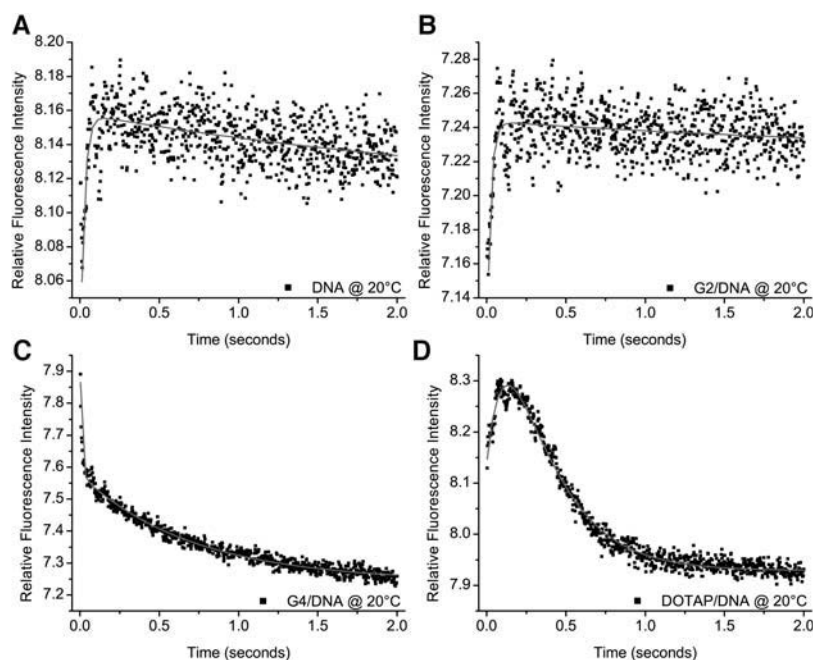 A
Relative Fluorescence Intensity
8.20
8.18
8.16
8.14
8.12
8.10
8.08
8.06
0.0 0.5 1.0 1.5 2.0
DNA @ 20°C
Time (seconds)
B
Relative Fluorescence Intensity
7.28
7.26
7.24
7.22
7.20
7.18
7.16
7.14
0.0 0.5 1.0 1.5 2.0
G2/DNA @ 20°C
Time (seconds)
C
Relative Fluorescence Intensity
7.9
7.8
7.7
7.6
7.5
7.4
7.3
7.2
0.0 0.5 1.0 1.5 2.0
G4/DNA @ 20°C
Time (seconds)
D
Relative Fluorescence Intensity
8.3
8.2
8.1
8.0
7.9
0.0 0.5 1.0 1.5 2.0
DOTAP/DNA @ 20°C
Time (seconds)